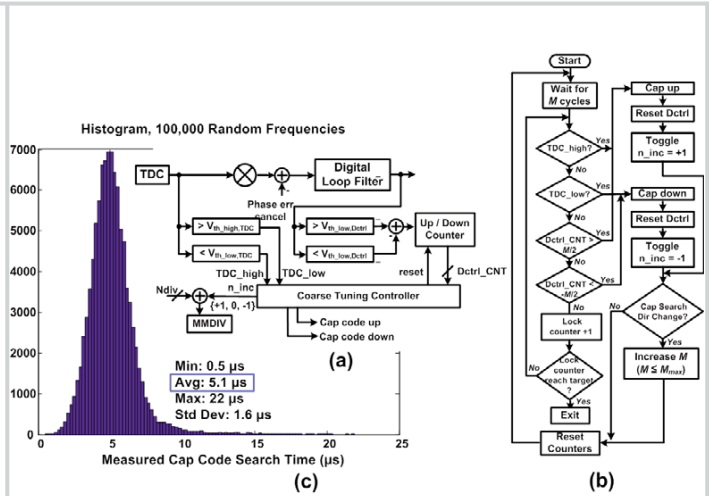 Histogram, 100,000 Random Frequencies
7000
6000
5000
4000
3000
2000
1000
0
0
5
10
15
20
25
Measured Cap Code Search Time (µs)
Min: 0.5 µs
Avg: 5.1 µs
Max: 22 µs
Std Dev: 1.6 µs
(c)
TDC
Digital
Loop Filter
Phase err
cancel
> Vth_high,TDC
< Vth_low,TDC
> Vth_low,Dctrl
< Vth_low,Dctrl
Up / Down
Counter
TDC_high
TDC_low
reset
Dctrl_CNT
Ndiv
n_inc
{+1, 0, -1}
MMDIV
Coarse Tuning Controller
Cap code up
Cap code down
(a)
Start
Wait for
M cycles
TDC_high?
Yes
No
TDC_low?
Yes
No
Dctrl_CNT >
M/2
Yes
No
Dctrl_CNT <
-M/2
Yes
No
Lock
counter +1
Lock
counter
reach target
?
No
Yes
Exit
Reset
Counters
Cap up
Reset Dctrl
Toggle
n_inc = +1
Cap down
Reset Dctrl
Toggle
n_inc = -1
Cap Search
Dir Change?
No
Yes
Increase M
(M ≤ Mmax)
(b)